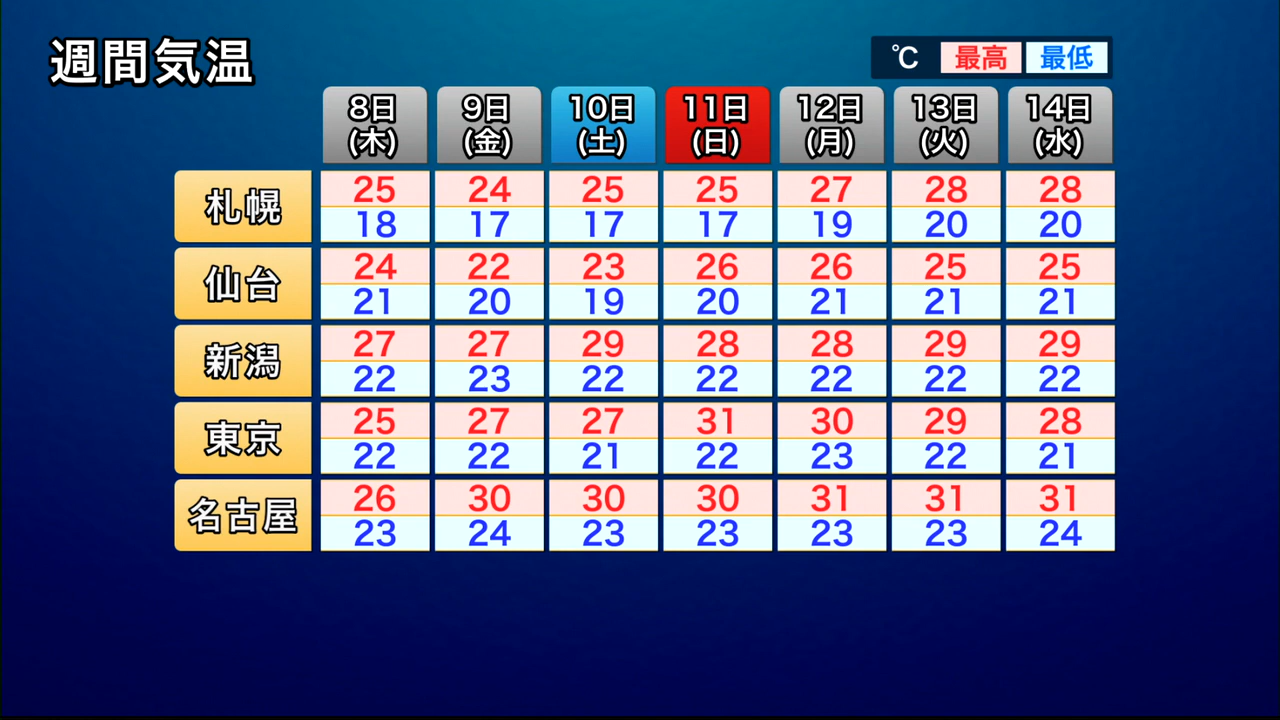 週間気温
℃ 最高 最低
8日 9日 10日 11日 12日 13日 14日
(木) (金) (土) (日) (月) (火) (水)
札幌
25 24 25 25 27 28 28
18 17 17 17 19 20 20
仙台
24 22 23 26 26 25 25
21 20 19 20 21 21 21
新潟
27 27 29 28 28 29 29
22 23 22 22 22 22 22
東京
25 27 27 31 30 29 28
22 22 21 22 23 22 21
名古屋
26 30 30 30 31 31 31
23 24 23 23 23 23 24